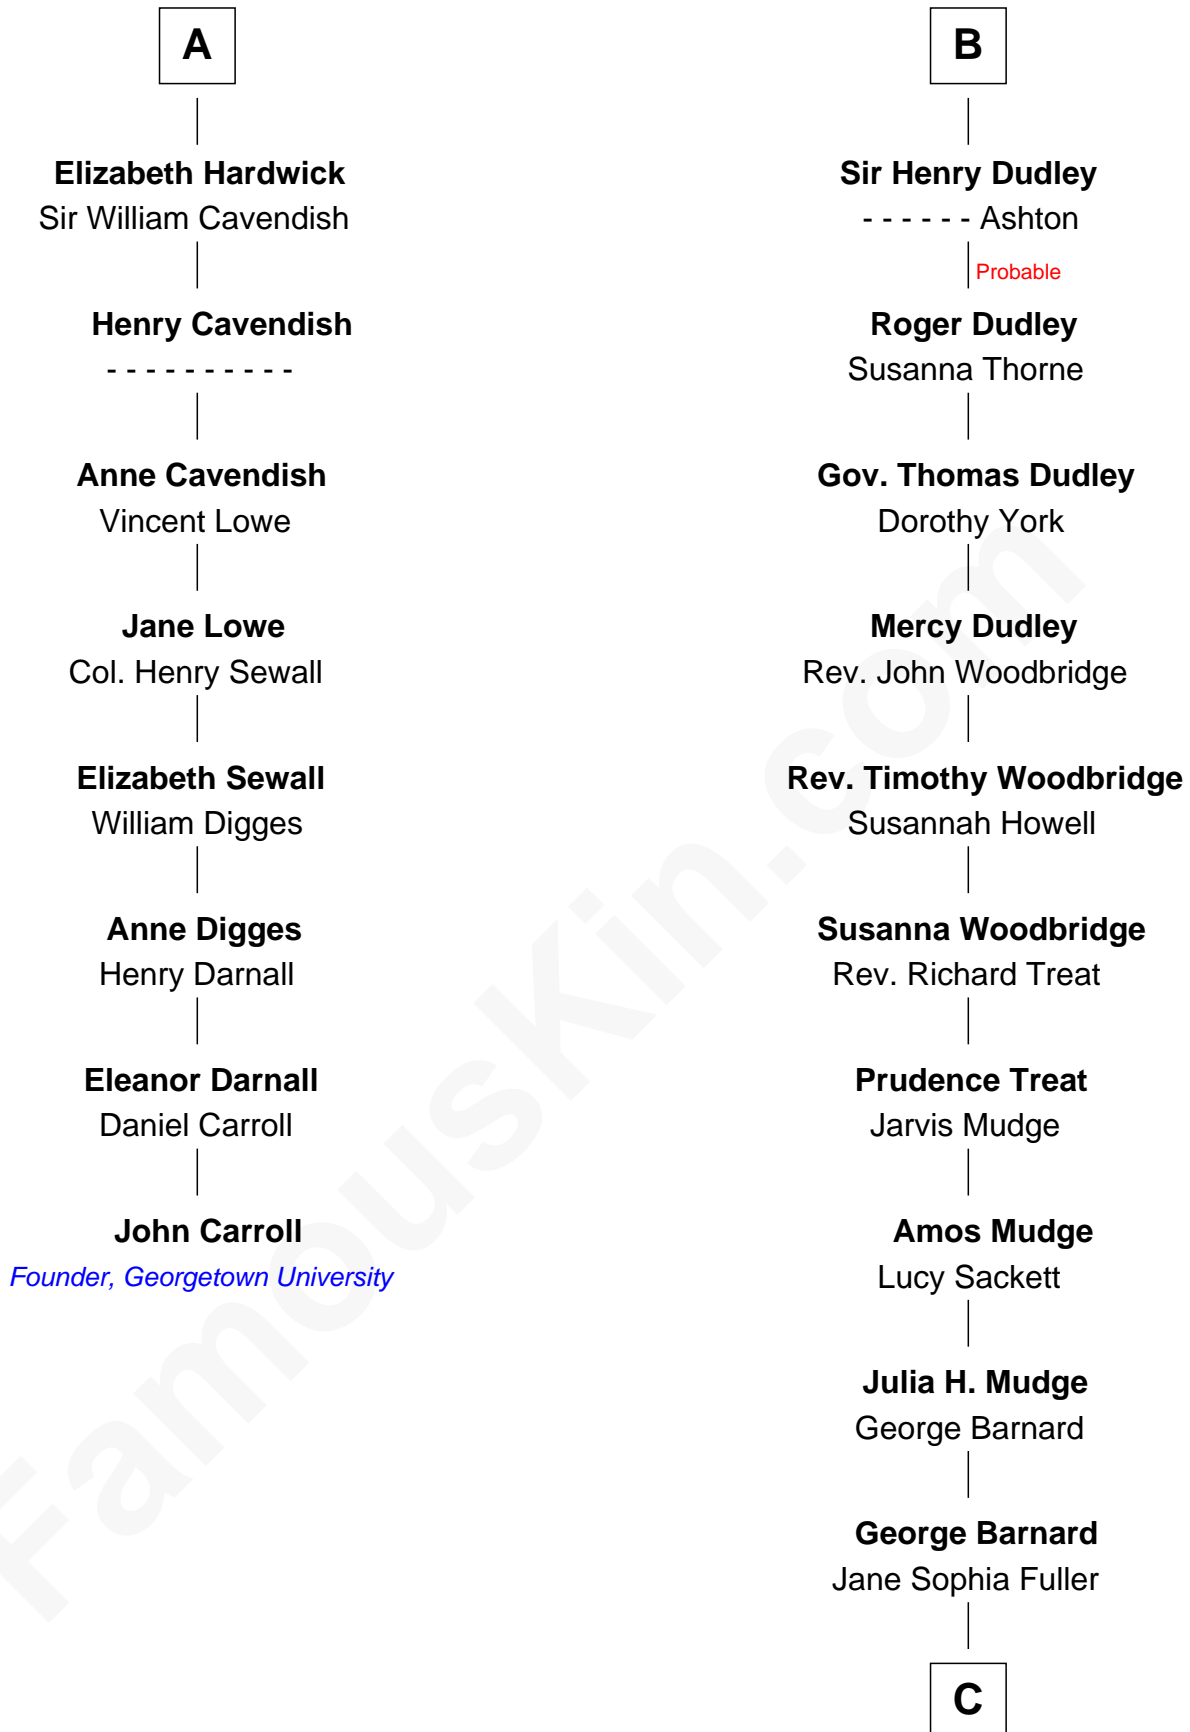 A
Elizabeth Hardwick
Sir William Cavendish
Henry Cavendish
- - - - - - - - - -
Anne Cavendish
Vincent Lowe
Jane Lowe
Col. Henry Sewall
Elizabeth Sewall
William Digges
Anne Digges
Henry Darnall
Eleanor Darnall
Daniel Carroll
John Carroll
Founder, Georgetown University
B
Sir Henry Dudley
- - - - - - Ashton
Probable
Roger Dudley
Susanna Thorne
Gov. Thomas Dudley
Dorothy York
Mercy Dudley
Rev. John Woodbridge
Rev. Timothy Woodbridge
Susannah Howell
Susanna Woodbridge
Rev. Richard Treat
Prudence Treat
Jarvis Mudge
Amos Mudge
Lucy Sackett
Julia H. Mudge
George Barnard
George Barnard
Jane Sophia Fuller
C
FamousKin.com